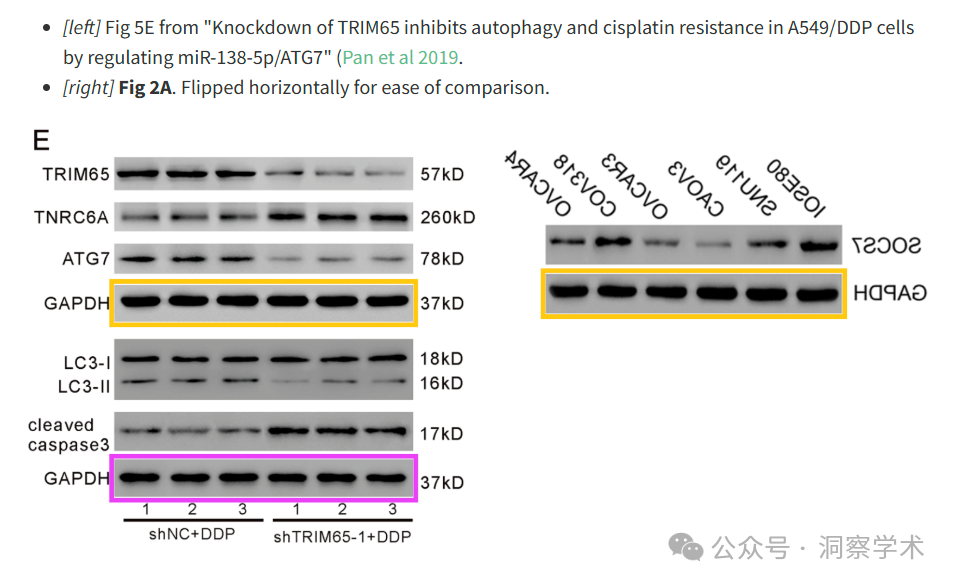 • [left] Fig 5E from "Knockdown of TRIM65 inhibits autophagy and cisplatin resistance in A549/DDP cells
by regulating miR-138-5p/ATG7" (Pan et al 2019.
• [right] Fig 2A. Flipped horizontally for ease of comparison.
E
TRIM65 57kD
TNRC6A 260kD
ATG7 78kD
GAPDH 37kD
LC3-I 18kD
LC3-II 16kD
cleaved
caspase3 17kD
GAPDH 37kD
1 2 3 1 2 3
shNC+DDP shTRIM65-1+DDP
OVCAR4 COV318 OVCAR3 CAOV3 SNU119 IOSE80
SOCS7
GAPDH
公众号 · 洞察学术